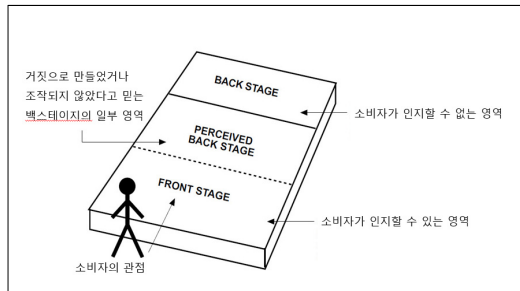 거짓으로 만들었거나
조작되지 않았다고 믿는
백스테이지의 일부 영역
BACK STAGE
소비자가 인지할 수 없는 영역
PERCEIVED
BACK STAGE
FRONT STAGE
소비자가 인지할 수 있는 영역
소비자의 관점